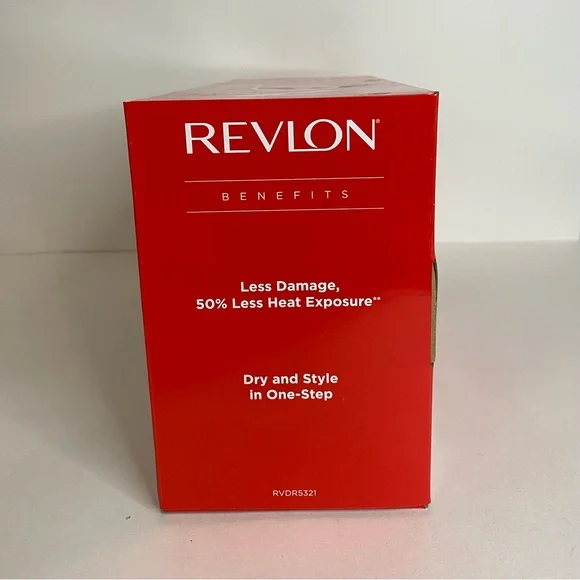 REVLON®
BENEFITS
Less Damage,
50% Less Heat Exposure**
Dry and Style
in One-Step
RVDR5321